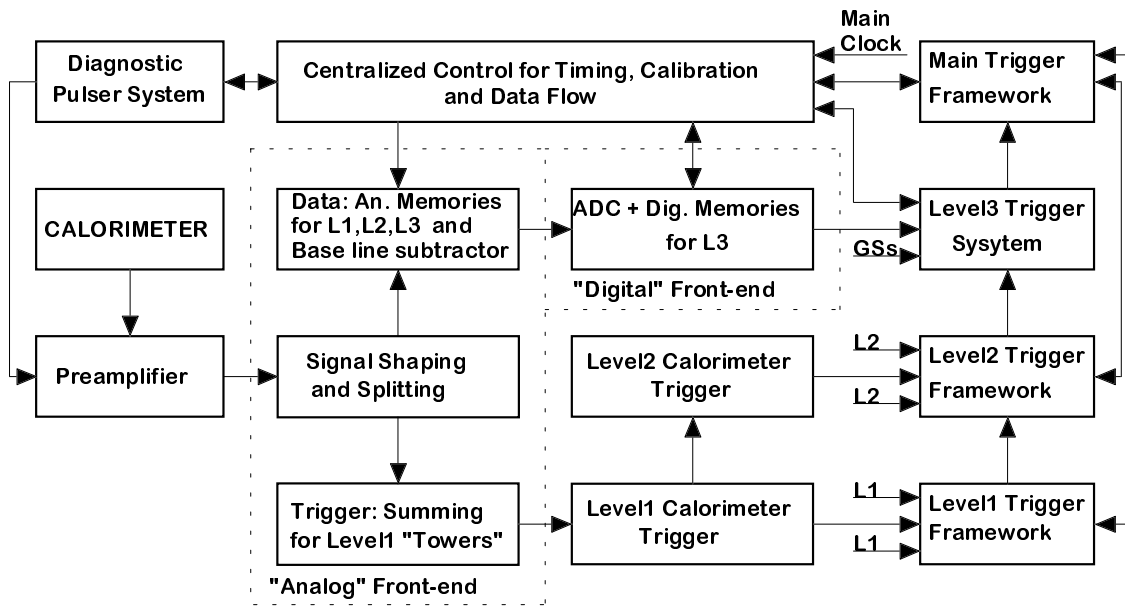 Main
Clock
Diagnostic
Pulser System
Centralized Control for Timing, Calibration
and Data Flow
Main Trigger
Framework
CALORIMETER
Data: An. Memories
for L1,L2,L3 and
Base line subtractor
ADC + Dig. Memories
for L3
Level3 Trigger
Sysytem
GSs
"Digital" Front-end
Preamplifier
Signal Shaping
and Splitting
Level2 Calorimeter
Trigger
L2
L2
Level2 Trigger
Framework
Trigger: Summing
for Level1 "Towers"
Level1 Calorimeter
Trigger
L1
L1
Level1 Trigger
Framework
"Analog" Front-end